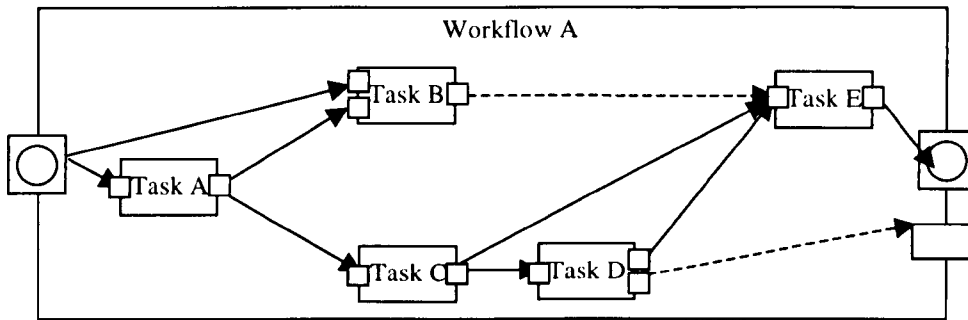 Workflow A
Task B
Task E
Task A
Task C
Task D